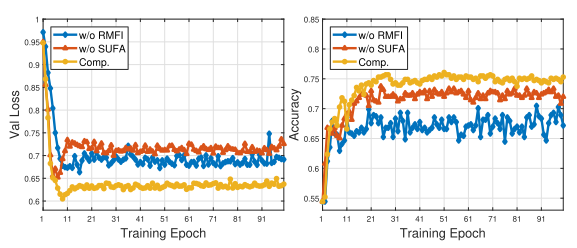 w/o RMFI
w/o SUFA
Comp.
Val Loss
1
0.95
0.9
0.85
0.8
0.75
0.7
0.65
0.6
1 11 21 31 41 51 61 71 81 91
Training Epoch
w/o RMFI
w/o SUFA
Comp.
Accuracy
0.85
0.8
0.75
0.7
0.65
0.6
0.55
1 11 21 31 41 51 61 71 81 91
Training Epoch